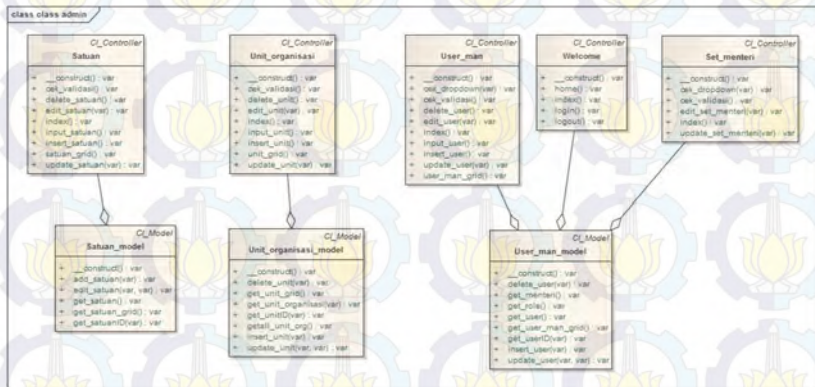 class class admin
CI_Controller
Satuan
+ __construct() : var
+ cek_validasi() : var
+ delete_satuan() : var
+ edit_satuan(var) : var
+ index() : var
+ input_satuan() : var
+ insert_satuan() : var
+ satuan_grid() : var
+ update_satuan(var) : var
CI_Controller
Unit_organisasi
+ __construct() : var
+ cek_validasi() : var
+ delete_unit() : var
+ edit_unit(var) : var
+ index() : var
+ input_unit() : var
+ insert_unit() : var
+ unit_grid() : var
+ update_unit(var) : var
CI_Controller
User_man
+ __construct() : var
+ cek_dropdown(var) : var
+ cek_validasi() : var
+ delete_user() : var
+ edit_user(var) : var
+ index() : var
+ input_user() : var
+ insert_user() : var
+ update_user(var) : var
+ user_man_grid() : var
CI_Controller
Welcome
+ __construct() : var
+ home() : var
+ index() : var
+ login() : var
+ logout() : var
CI_Controller
Set_menteri
+ __construct() : var
+ cek_dropdown(var) : var
+ cek_validasi() : var
+ edit_set_menteri(var) : var
+ index() : var
+ update_set_menteri(var) : var
CI_Model
Satuan_model
+ __construct() : var
+ add_satuan(var) : var
+ edit_satuan(var, var) : var
+ get_satuan() : var
+ get_satuan_grid() : var
+ get_satuanID(var) : var
CI_Model
Unit_organisasi_model
+ __construct() : var
+ delete_unit(var) : var
+ get_unit_grid() : var
+ get_unit_organisasi(var) : var
+ get_unitID(var) : var
+ getall_unit_org() : var
+ insert_unit(var) : var
+ update_unit(var, var) : var
CI_Model
User_man_model
+ __construct() : var
+ delete_user(var) : var
+ get_menteri() : var
+ get_role() : var
+ get_user() : var
+ get_user_man_grid() : var
+ get_userID(var) : var
+ insert_user(var) : var
+ update_user(var, var) : var